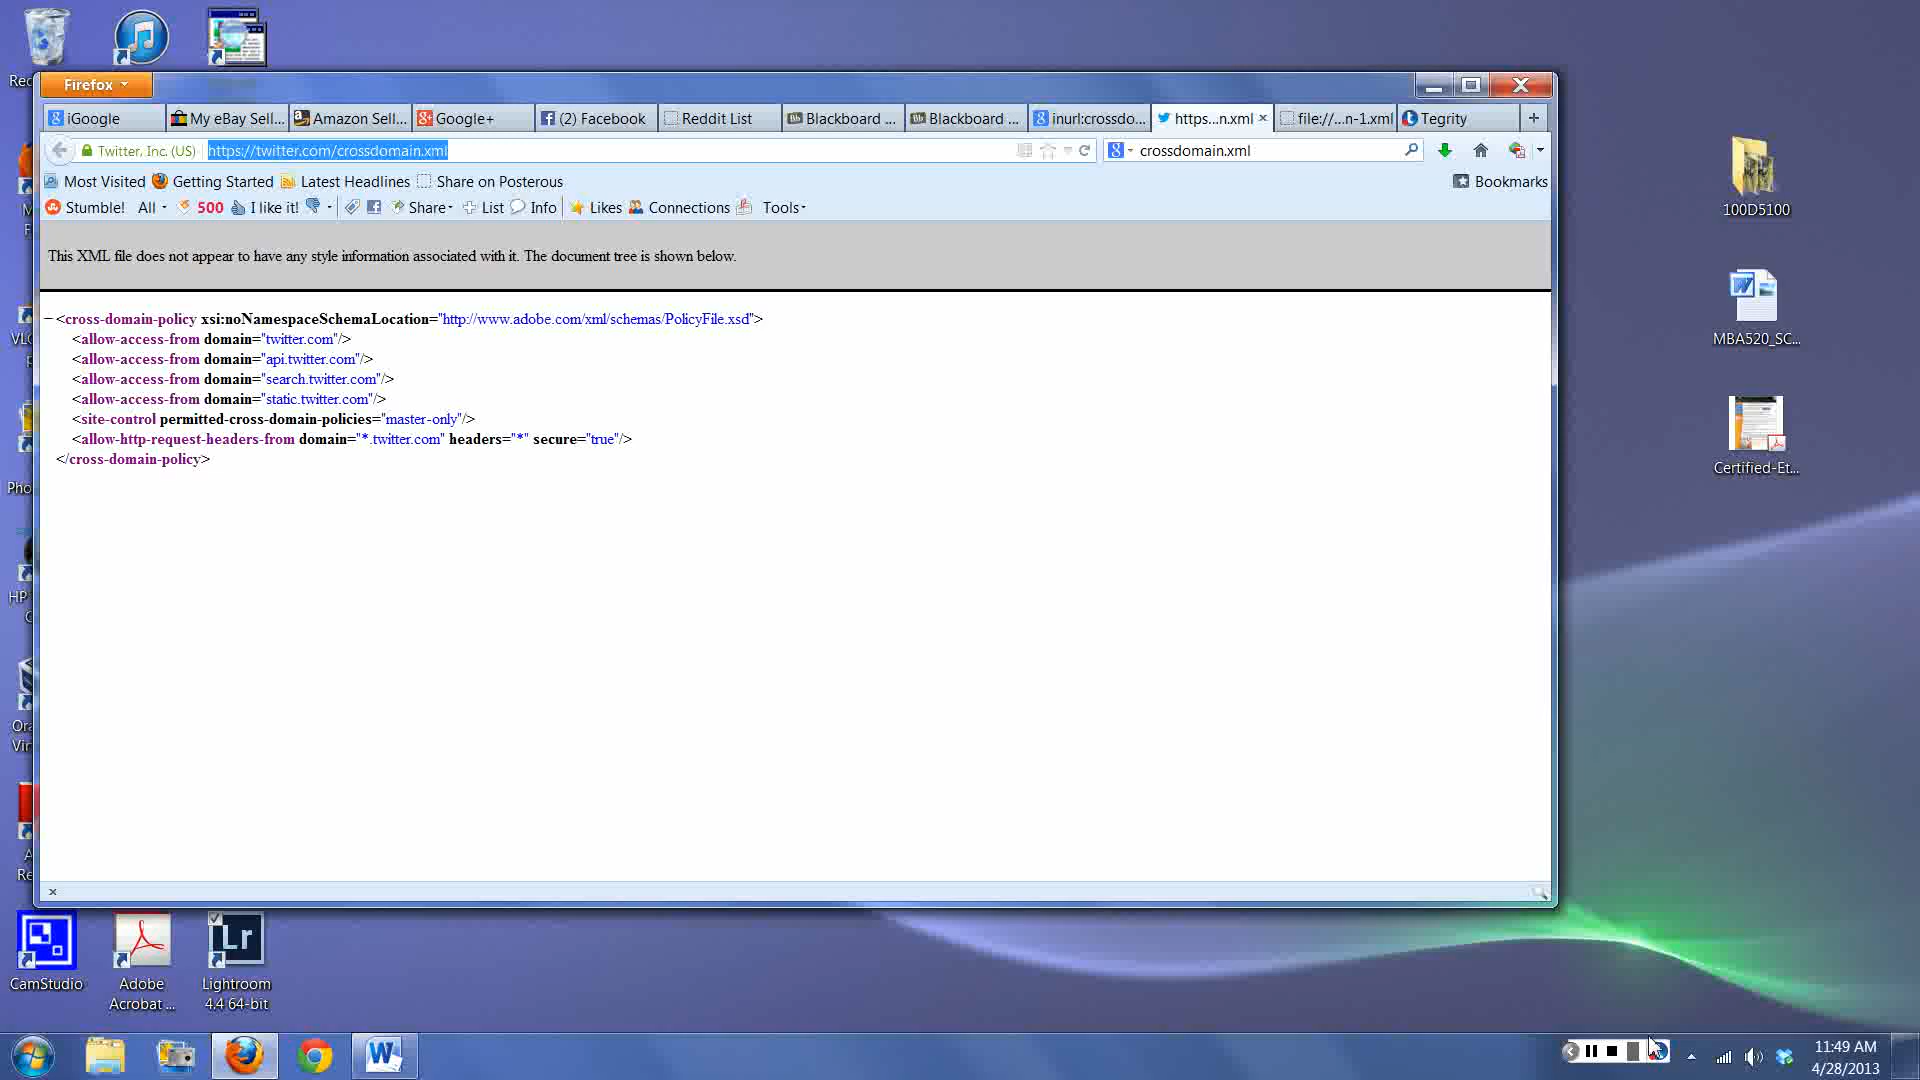 Rec
Firefox
iGoogle
My eBay Sell...
Amazon Sell...
Google+
(2) Facebook
Reddit List
Blackboard ...
Blackboard ...
inurl:crossdo...
https...n.xml
file://...n-1.xml
Tegrity
Twitter, Inc. (US)
https://twitter.com/crossdomain.xml
crossdomain.xml
Most Visited
Getting Started
Latest Headlines
Share on Posterous
Bookmarks
Stumble!
All
500
I like it!
Share
List
Info
Likes
Connections
Tools
This XML file does not appear to have any style information associated with it. The document tree is shown below.
<cross-domain-policy xsi:noNamespaceSchemaLocation="http://www.adobe.com/xml/schemas/PolicyFile.xsd">
<allow-access-from domain="twitter.com"/>
<allow-access-from domain="api.twitter.com"/>
<allow-access-from domain="search.twitter.com"/>
<allow-access-from domain="static.twitter.com"/>
<site-control permitted-cross-domain-policies="master-only"/>
<allow-http-request-headers-from domain="*.twitter.com" headers="*" secure="true"/>
</cross-domain-policy>
100D5100
MBA520_SC...
Certified-Et...
VLC
Pho
HP
Ora
Vir
Re
CamStudio
Adobe
Acrobat ...
Lr
Lightroom
4.4 64-bit
11:49 AM
4/28/2013